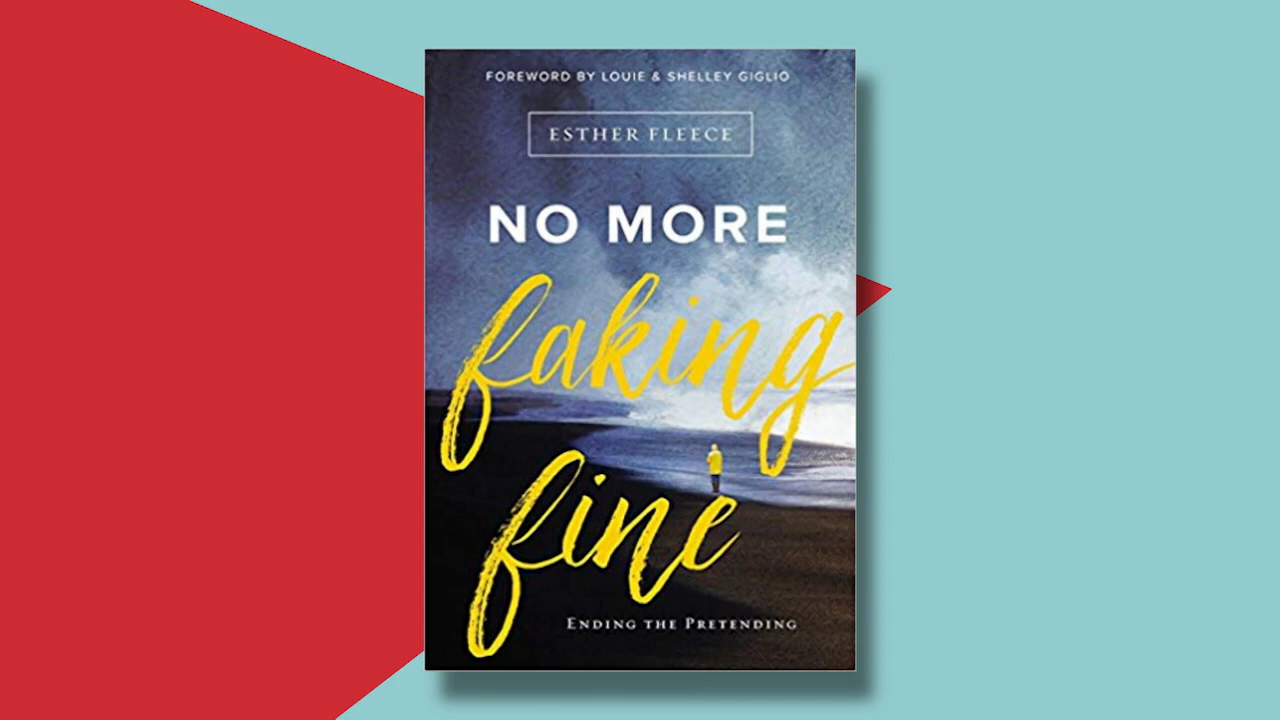 FOREWORD BY LOUIE & SHELLEY GIGLIO
ESTHER FLEECE
NO MORE
faking
fine
ENDING THE PRETENDING